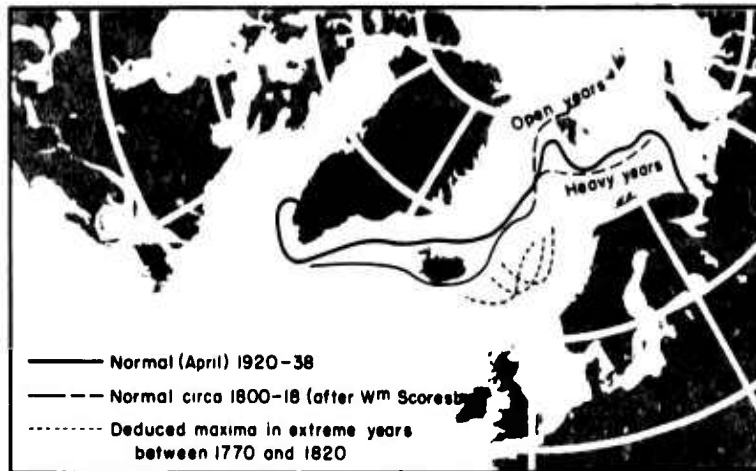 Open years
Heavy years
Normal (April) 1920-38
Normal circa 1800-18 (after Wm Scoresb
Deduced maxima in extreme years
between 1770 and 1820